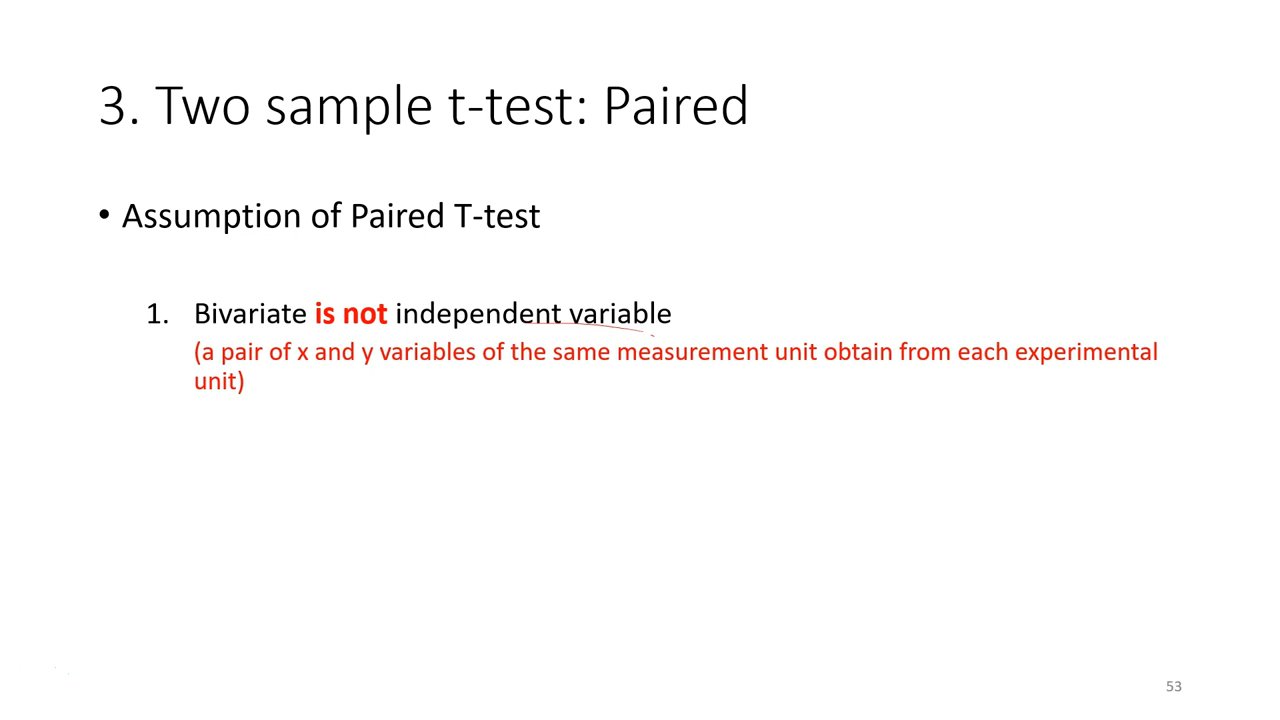 3. Two sample t-test: Paired
• Assumption of Paired T-test
1. Bivariate is not independent variable
(a pair of x and y variables of the same measurement unit obtain from each experimental
unit)
53